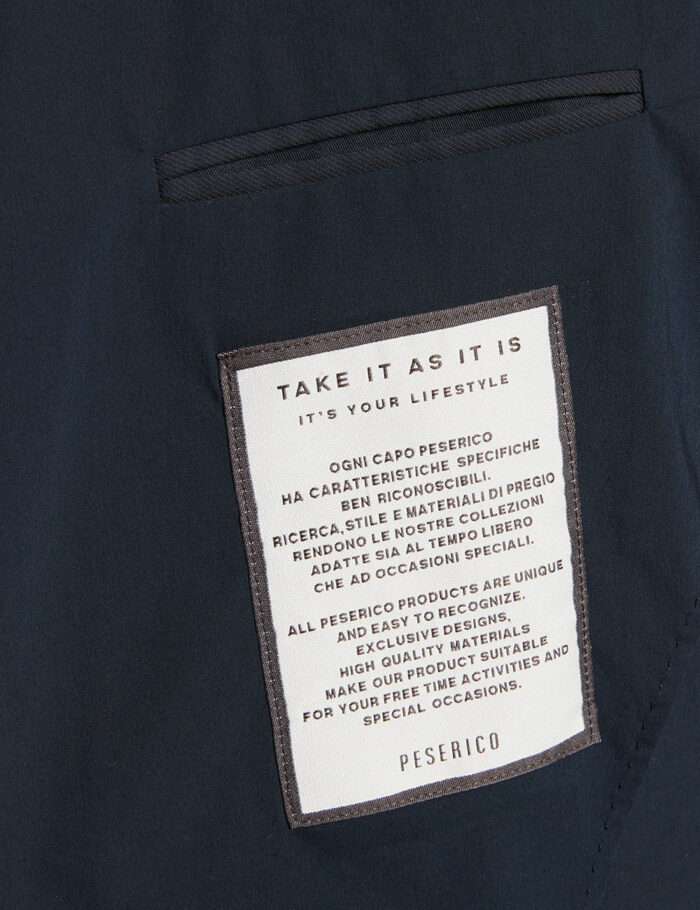 TAKE IT AS IT IS
IT'S YOUR LIFESTYLE
OGNI CAPO PESERICO
HA CARATTERISTICHE SPECIFICHE
BEN RICONOSCIBILI.
RICERCA, STILE E MATERIALI DI PREGIO
RENDONO LE NOSTRE COLLEZIONI
ADATTE SIA AL TEMPO LIBERO
CHE AD OCCASIONI SPECIALI.
ALL PESERICO PRODUCTS ARE UNIQUE
AND EASY TO RECOGNIZE.
EXCLUSIVE DESIGNS,
HIGH QUALITY MATERIALS
MAKE OUR PRODUCT SUITABLE
FOR YOUR FREE TIME ACTIVITIES AND
SPECIAL OCCASIONS.
PESERICO